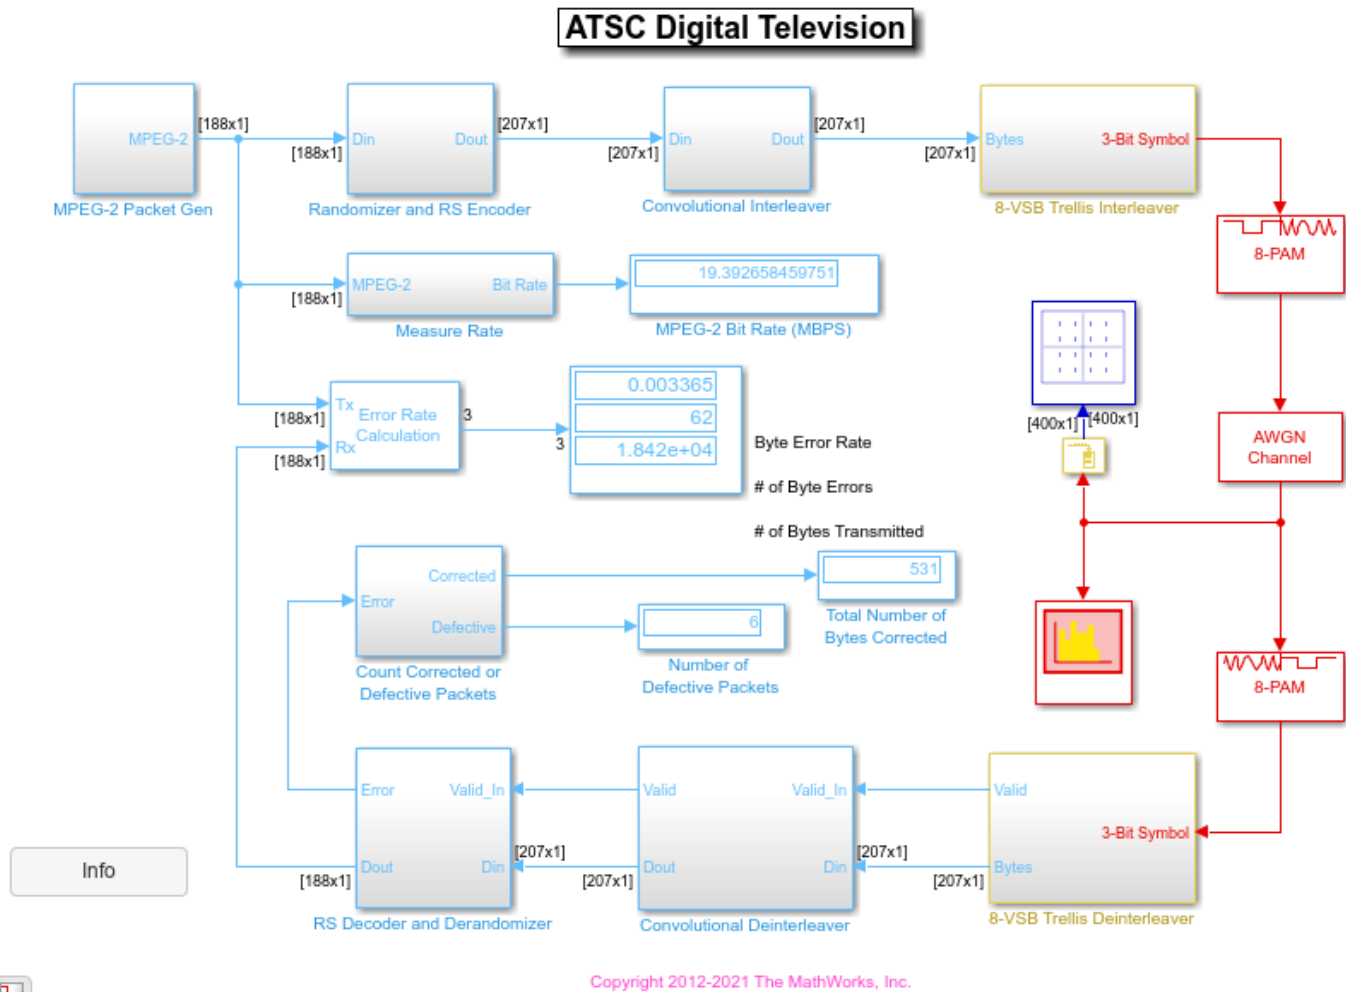 ATSC Digital Television
MPEG-2
[188x1]
[188x1]
Din
Dout
[207x1]
[207x1]
Din
Dout
[207x1]
[207x1]
Bytes
3-Bit Symbol
MPEG-2 Packet Gen
Randomizer and RS Encoder
Convolutional Interleaver
8-VSB Trellis Interleaver
8-PAM
[188x1]
MPEG-2
Bit Rate
19.392658459751
Measure Rate
MPEG-2 Bit Rate (MBPS)
[188x1]
Tx
Rx
[188x1]
Error Rate
Calculation
3
3
0.003365
62
1.842e+04
Byte Error Rate
# of Byte Errors
# of Bytes Transmitted
[400x1]
[400x1]
AWGN
Channel
Error
Corrected
Defective
531
6
Total Number of
Bytes Corrected
Count Corrected or
Defective Packets
Number of
Defective Packets
8-PAM
Error
Valid_In
Valid
Valid_In
Valid
3-Bit Symbol
[188x1]
Dout
Din
[207x1]
[207x1]
Dout
Din
[207x1]
[207x1]
Bytes
RS Decoder and Derandomizer
Convolutional Deinterleaver
8-VSB Trellis Deinterleaver
Info
Copyright 2012-2021 The MathWorks, Inc.